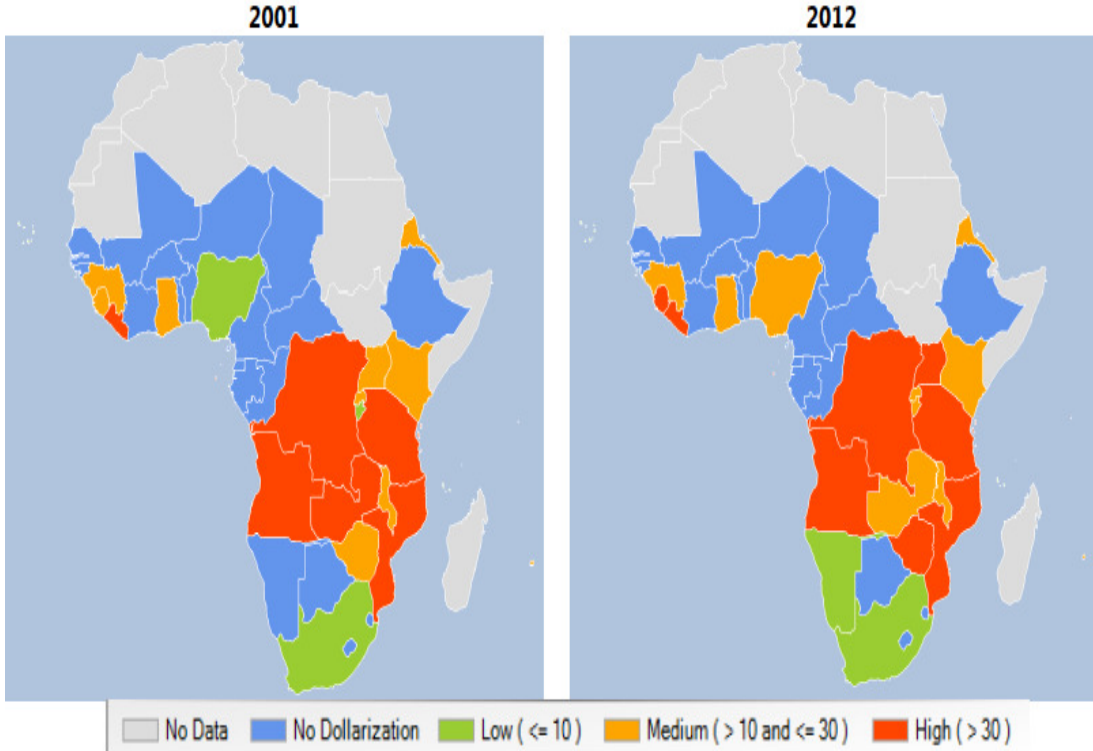 2001 2012
No Data No Dollarization Low ( <= 10 ) Medium ( > 10 and <= 30 ) High ( > 30 )